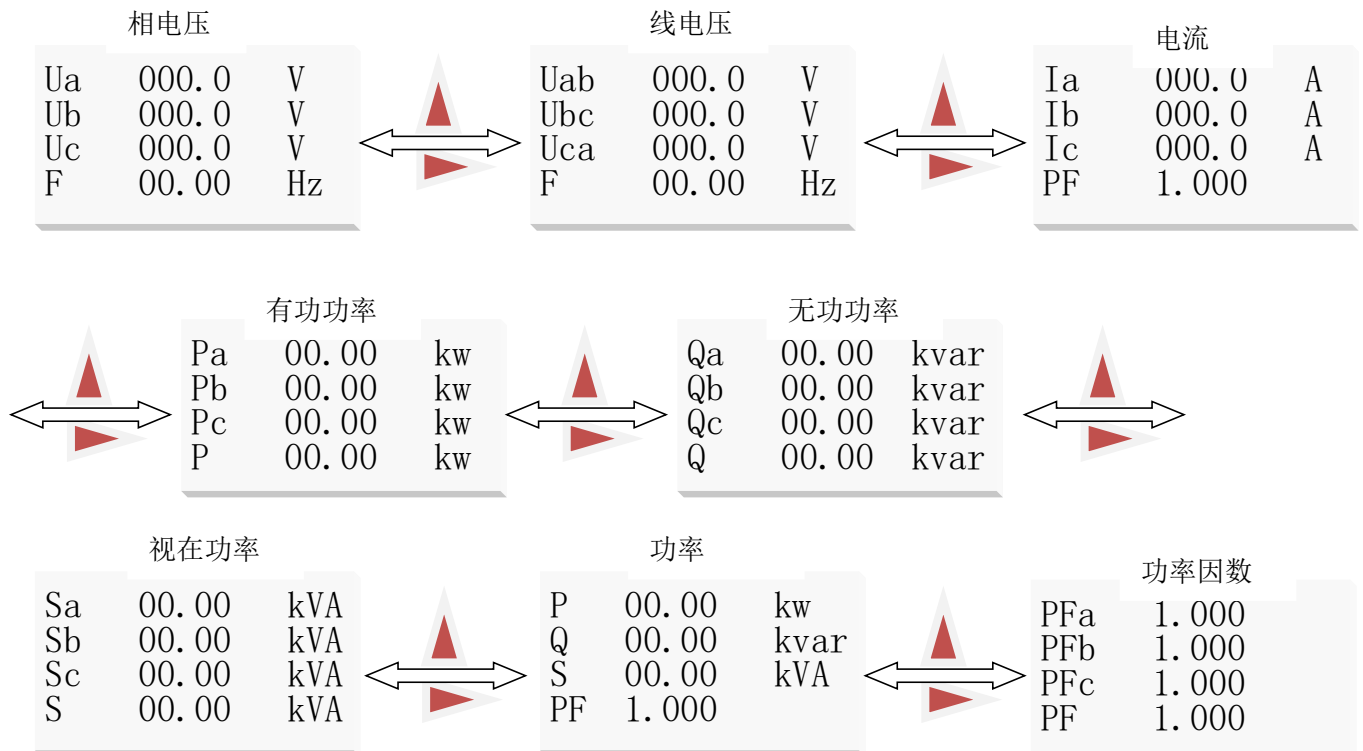 相电压
Ua 000.0 V
Ub 000.0 V
Uc 000.0 V
F 00.00 Hz
线电压
Uab 000.0 V
Ubc 000.0 V
Uca 000.0 V
F 00.00 Hz
电流
Ia 000.0 A
Ib 000.0 A
Ic 000.0 A
PF 1.000
有功功率
Pa 00.00 kw
Pb 00.00 kw
Pc 00.00 kw
P 00.00 kw
无功功率
Qa 00.00 kvar
Qb 00.00 kvar
Qc 00.00 kvar
Q 00.00 kvar
视在功率
Sa 00.00 kVA
Sb 00.00 kVA
Sc 00.00 kVA
S 00.00 kVA
功率
P 00.00 kw
Q 00.00 kvar
S 00.00 kVA
PF 1.000
功率因数
PFa 1.000
PFb 1.000
PFc 1.000
PF 1.000